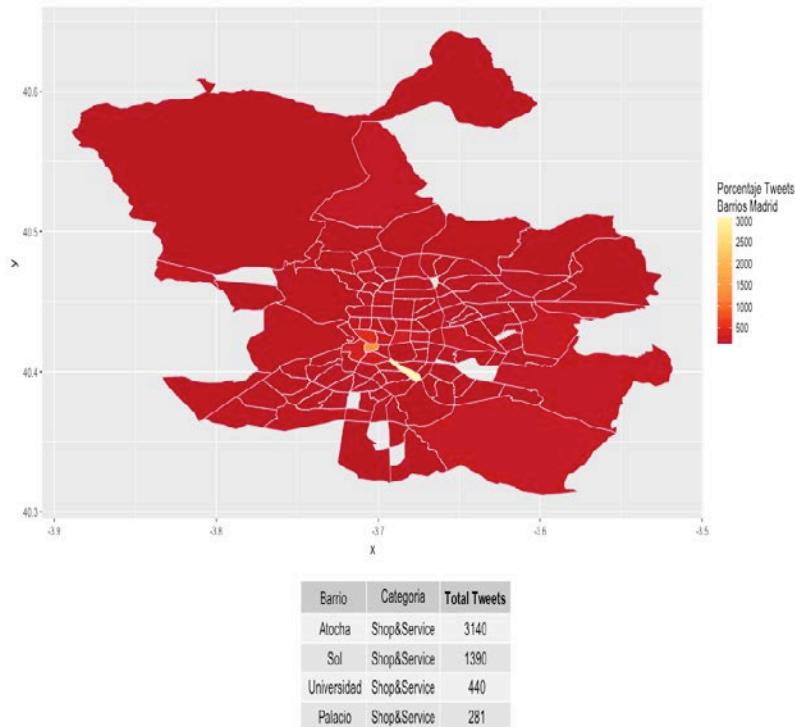 40.6
40.5
40.4
40.3
y
-3.9
-3.8
-3.7
-3.6
-3.5
x
Porcentaje Tweets
Barrios Madrid
3000
2500
2000
1500
1000
500
Barrio Categoria Total Tweets
Atocha Shop&Service 3140
Sol Shop&Service 1390
Universidad Shop&Service 440
Palacio Shop&Service 281